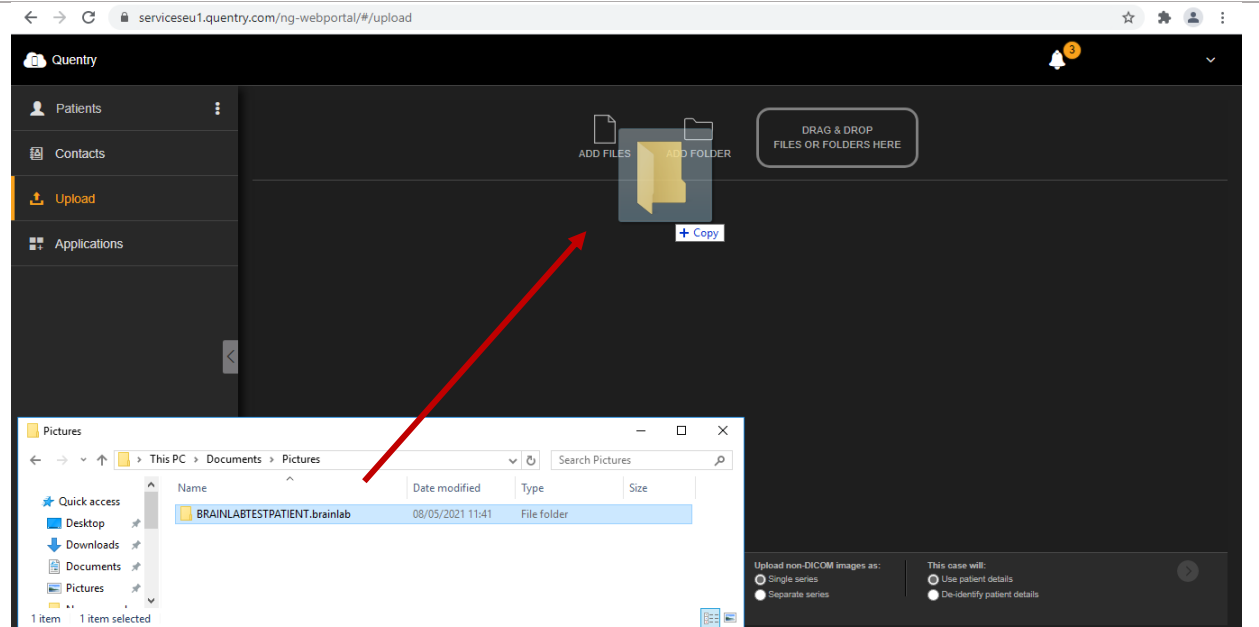 serviceseu1.quentry.com/ng-webportal/#/upload
Quentry
3
Patients
Contacts
Upload
Applications
ADD FILES
ADD FOLDER
DRAG & DROP
FILES OR FOLDERS HERE
+ Copy
Pictures
This PC > Documents > Pictures
Search Pictures
Name
Date modified
Type
Size
Quick access
Desktop
Downloads
Documents
Pictures
BRAINLABTESTPATIENT.brainlab
08/05/2021 11:41
File folder
1 item
1 item selected
Upload non-DICOM images as:
Single series
Separate series
This case will:
Use patient details
De-identify patient details